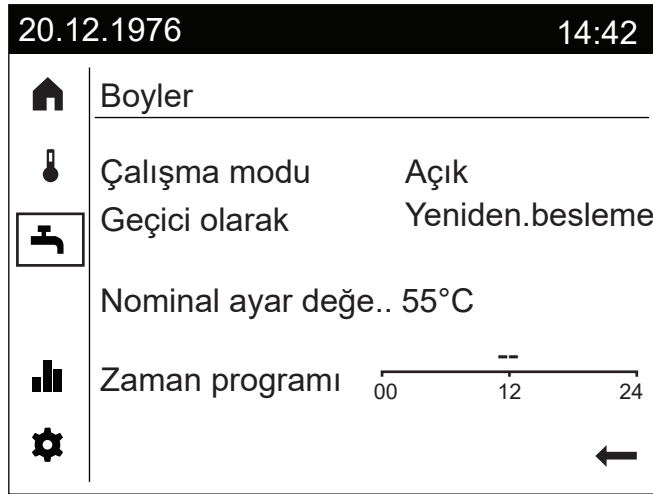 20.12.1976 14:42
Boyler
Çalışma modu Açık
Geçici olarak Yeniden.besleme
Nominal ayar değe.. 55°C
Zaman programı --
00 12 24